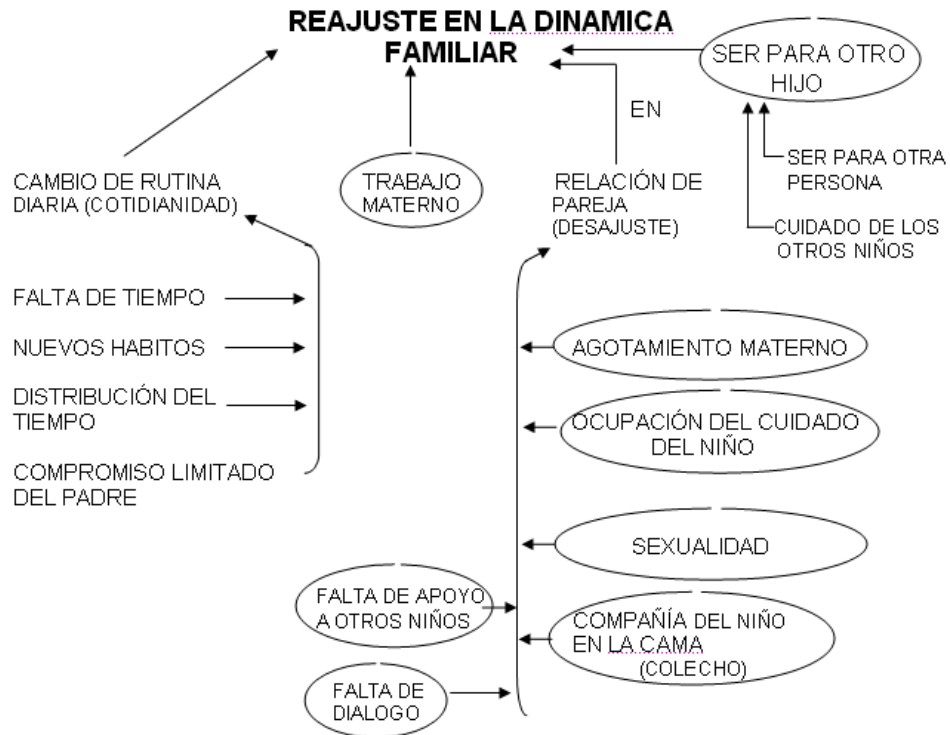 REAJUSTE EN LA DINAMICA
FAMILIAR
SER PARA OTRO
HIJO
EN
SER PARA OTRA
PERSONA
CUIDADO DE LOS
OTROS NIÑOS
CAMBIO DE RUTINA
DIARIA (COTIDIANIDAD)
TRABAJO
MATERNO
RELACIÓN DE
PAREJA
(DESAJUSTE)
FALTA DE TIEMPO
NUEVOS HABITOS
DISTRIBUCIÓN DEL
TIEMPO
COMPROMISO LIMITADO
DEL PADRE
AGOTAMIENTO MATERNO
OCUPACIÓN DEL CUIDADO
DEL NIÑO
SEXUALIDAD
FALTA DE APOYO
A OTROS NIÑOS
COMPAÑÍA DEL NIÑO
EN LA CAMA
(COLECHO)
FALTA DE
DIALOGO